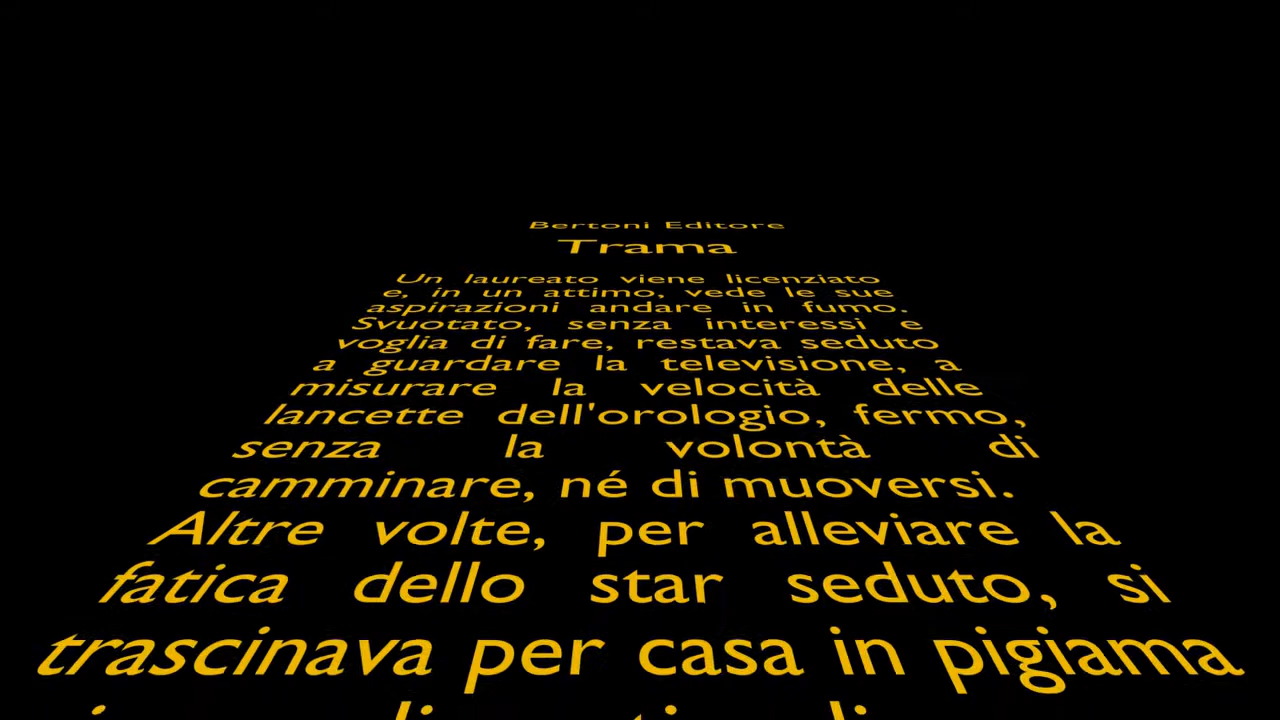 Bertoni Editore
Trama
Un laureato viene licenziato
e, in un attimo, vede le sue
aspirazioni andare in fumo.
Svuotato, senza interessi e
voglia di fare, restava seduto
a guardare la televisione, a
misurare la velocità delle
lancette dell'orologio, fermo,
senza la volontà di
camminare, né di muoversi.
Altre volte, per alleviare la
fatica dello star seduto, si
trascinava per casa in pigiama